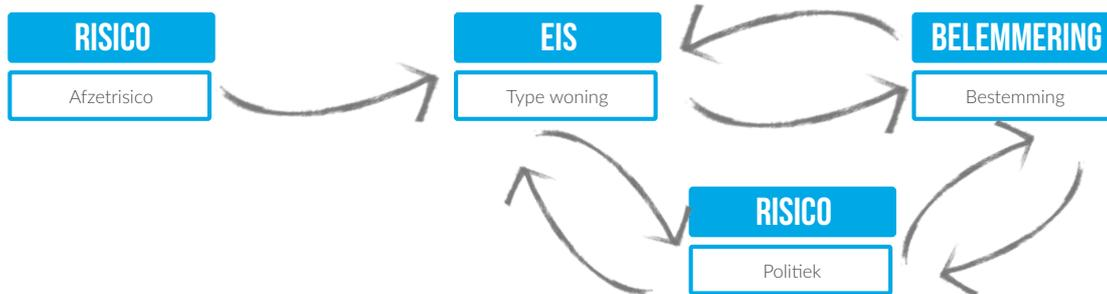 RISICO
Afzetrisico
EIS
Type woning
BELEMMERING
Bestemming
RISICO
Politiek